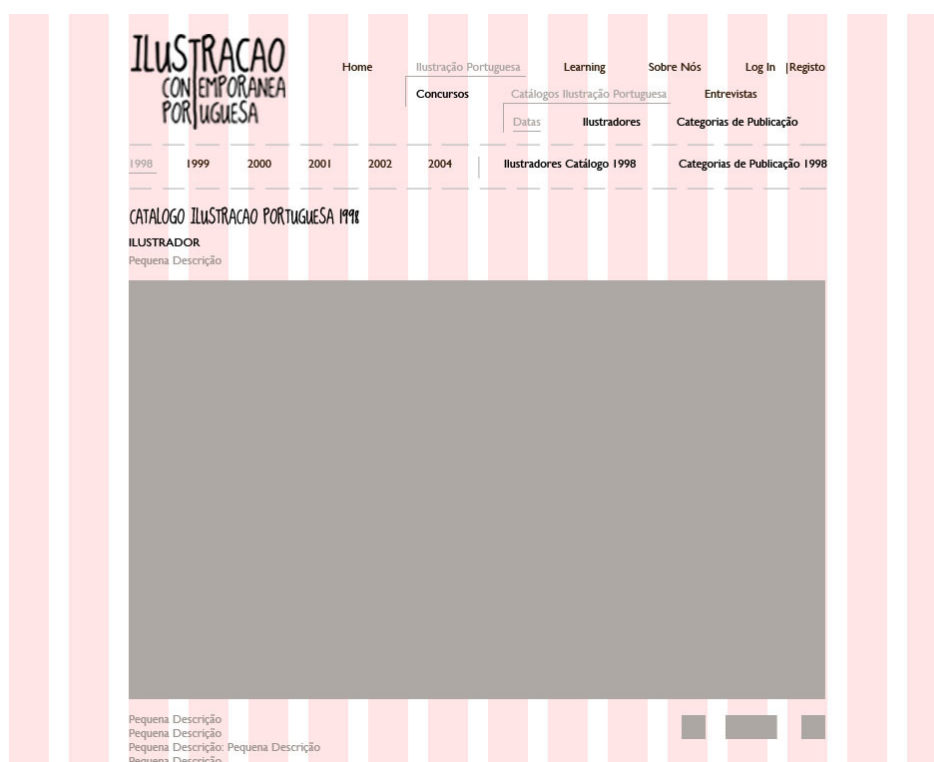 ILUSTRACAO
CONTEMPORANEA
PORTUGUESA
Home Ilustração Portuguesa Learning Sobre Nós Log In |Registo
Concursos Catálogos Ilustração Portuguesa Entrevistas
Datas Ilustradores Categorias de Publicação
1998 1999 2000 2001 2002 2004 Ilustradores Catálogo 1998 Categorias de Publicação 1998
CATALOGO ILUSTRACAO PORTUGUESA 1998
ILUSTRADOR
Pequena Descrição
Pequena Descrição
Pequena Descrição
Pequena Descrição: Pequena Descrição
Pequena Descrição